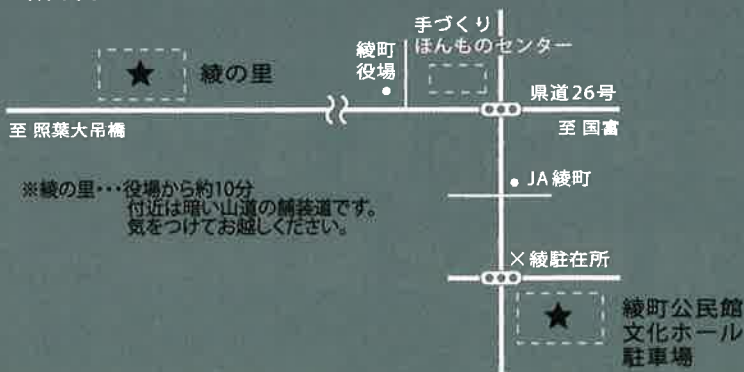 手づくり
ほんものセンター
綾町
役場
綾の里
県道26号
至 照葉大吊橋
至 国富
JA綾町
※綾の里・・・役場から約10分
付近は暗い山道の舗装道です。
気をつけてお越しください。
×綾駐在所
綾町公民館
文化ホール
駐車場